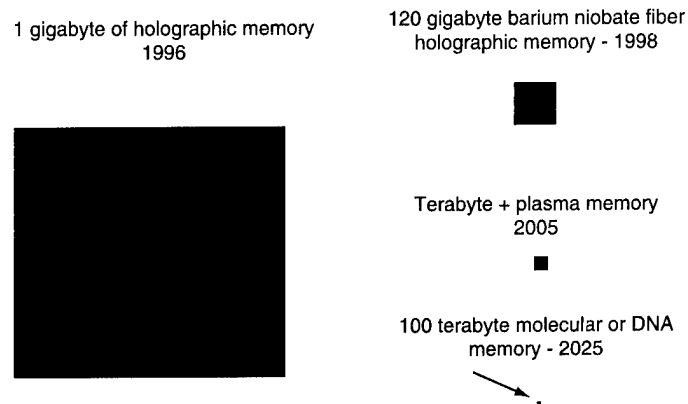 1 gigabyte of holographic memory
1996
120 gigabyte barium niobate fiber
holographic memory - 1998
Terabyte + plasma memory
2005
100 terabyte molecular or DNA
memory - 2025